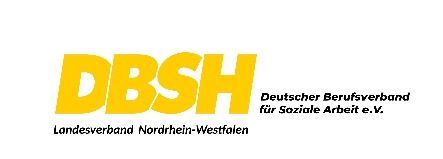 DBSH
Deutscher Berufsverband
für Soziale Arbeit e.V.
Landesverband Nordrhein-Westfalen